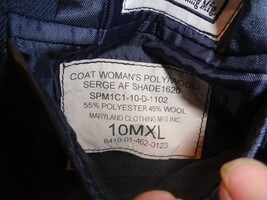 Mfg
COAT WOMAN'S POLY/WOOL
SERGE AF SHADE1620
SPM1C1-10-D-1102
55% POLYESTER 45% WOOL
MARYLAND CLOTHING MFG INC
10MXL
8410-01-462-0123